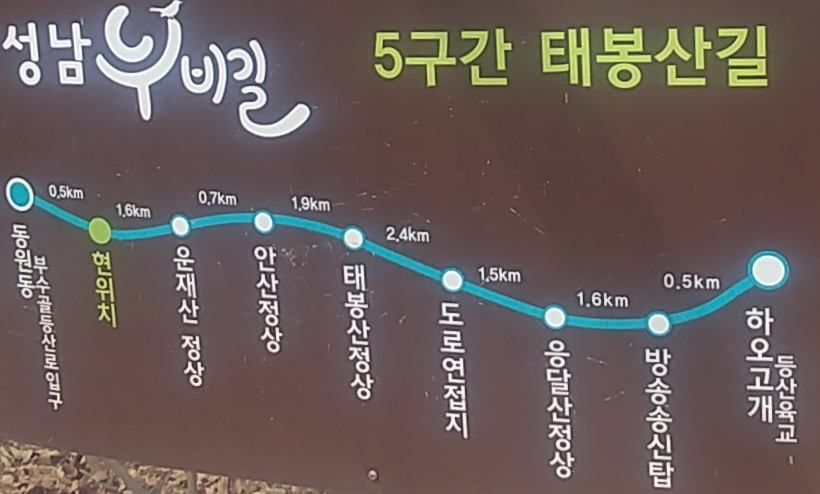 성남누비길
5구간 태봉산길
0.5km
1.6km
0.7km
1.9km
2.4km
1.5km
1.6km
0.5km
동원동
부수골등산로입구
현위치
운재산 정상
안산정상
태봉산정상
도로연접지
응달산정상
방송송신탑
하오고개
등산육교